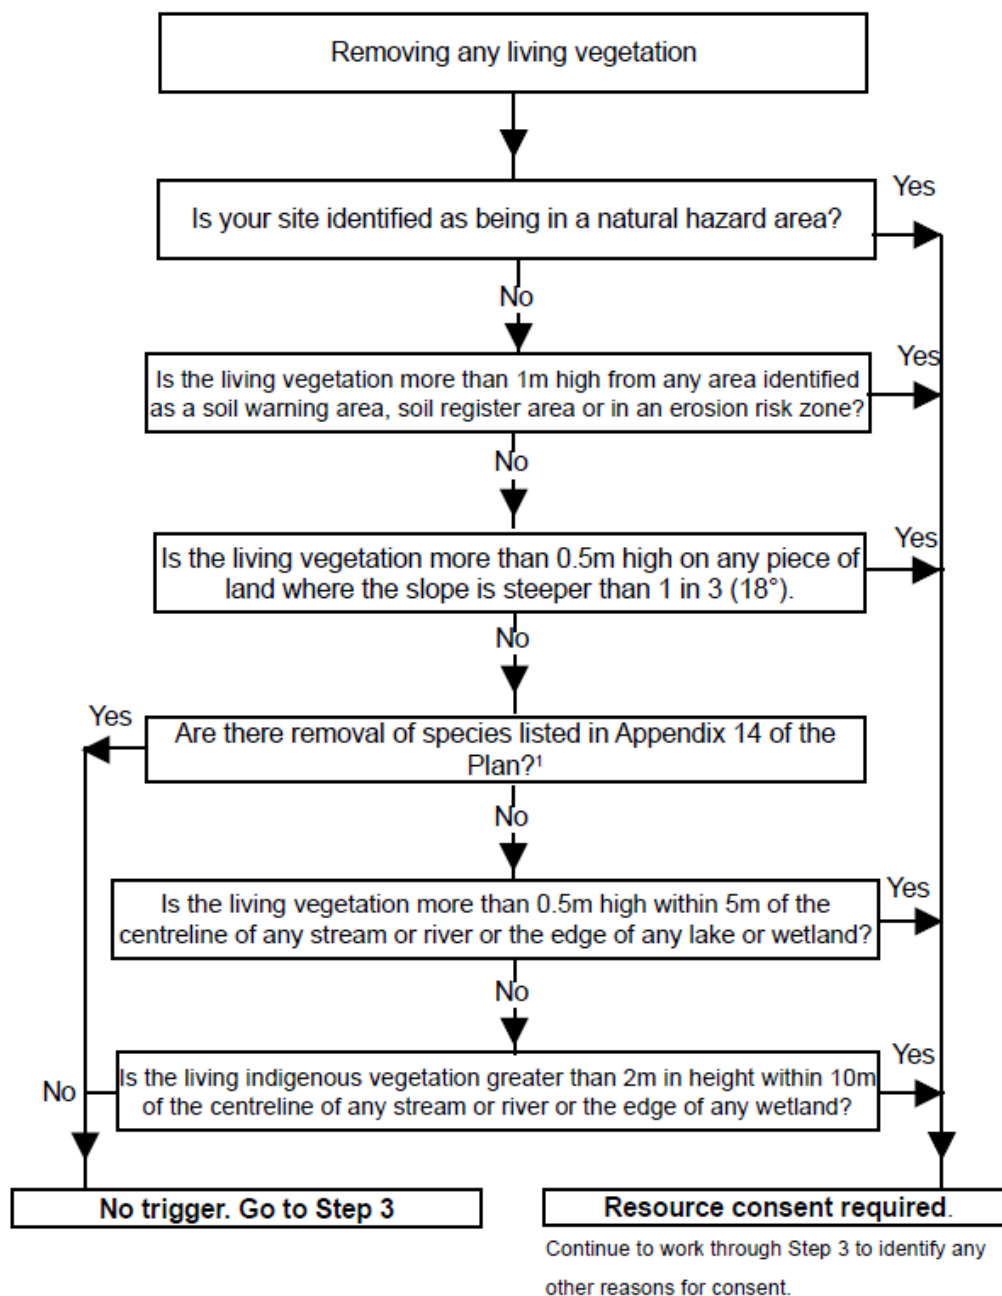 Removing any living vegetation
Yes
Is your site identified as being in a natural hazard area?
No
Yes
Is the living vegetation more than 1m high from any area identified
as a soil warning area, soil register area or in an erosion risk zone?
No
Yes
Is the living vegetation more than 0.5m high on any piece of
land where the slope is steeper than 1 in 3 (18°).
No
Yes
Are there removal of species listed in Appendix 14 of the
Plan?¹
No
Yes
Is the living vegetation more than 0.5m high within 5m of the
centreline of any stream or river or the edge of any lake or wetland?
No
Yes
Is the living indigenous vegetation greater than 2m in height within 10m
of the centreline of any stream or river or the edge of any wetland?
No
No trigger. Go to Step 3
Resource consent required.
Continue to work through Step 3 to identify any
other reasons for consent.